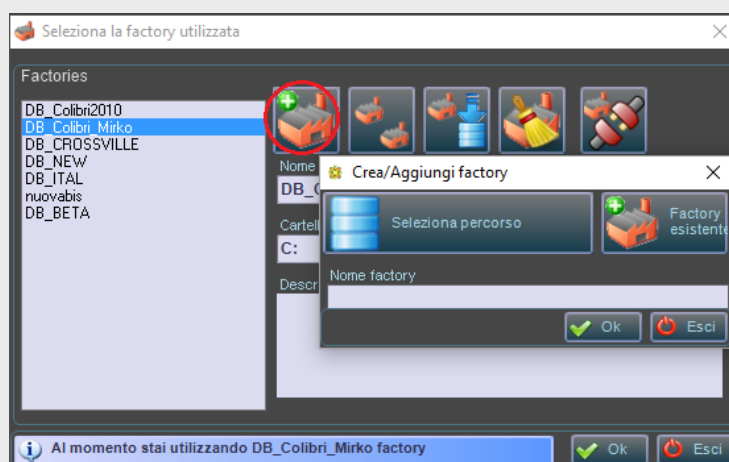 Seleziona la factory utilizzata
Factories
DB_Colibri2010
DB_Colibri_Mirko
DB_CROSSVILLE
DB_NEW
DB_ITAL
nuovabis
DB_BETA
Nome
DB_C
Cartell
C:
Descr
Crea/Aggiungi factory
Seleziona percorso
Factory
esistente
Nome factory
Ok
Esci
Al momento stai utilizzando DB_Colibri_Mirko factory
Ok
Esci